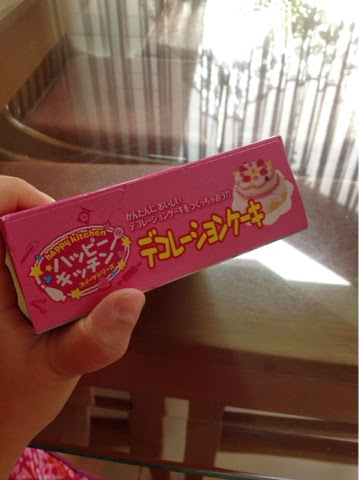 happy kitchen
ハッピー
キッチン
スイーツシリーズ
かんたんに おいしい
デコレーションケーキをつくっちゃおう!!
デコレーションケーキ